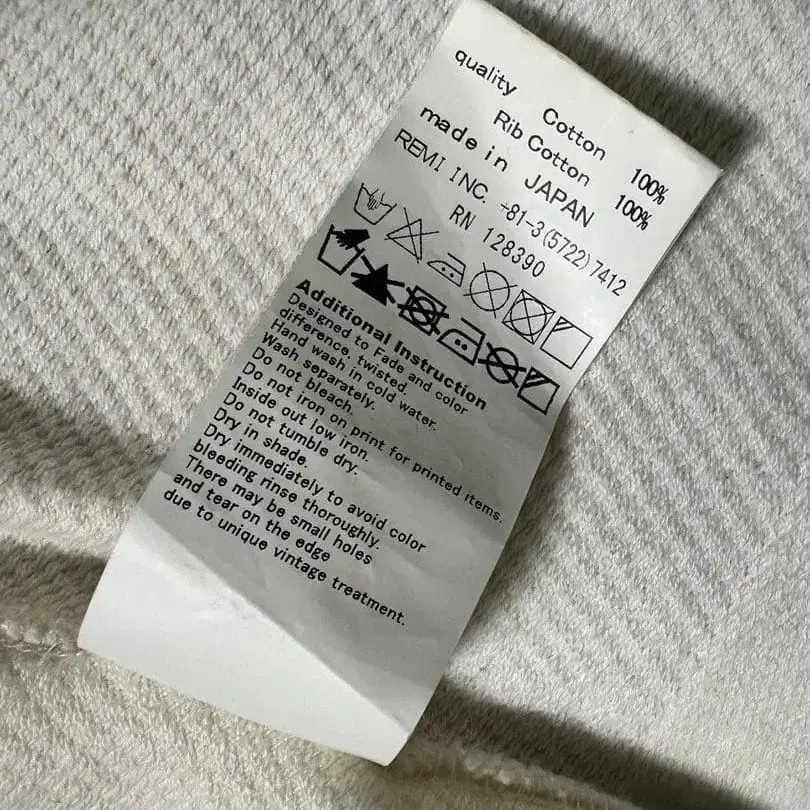 quality Cotton 100%
Rib Cotton 100%
made in JAPAN
REMI INC. +81-3(5722)7412
RN 128390
Additional Instruction
Designed to Fade and color
difference, twisted.
Hand wash in cold water.
Wash separately.
Do not bleach.
Do not iron on print for printed items.
Inside out low iron.
Do not tumble dry.
Dry in shade.
Dry immediately to avoid color
bleeding rinse thoroughly.
There may be small holes
and tear on the edge
due to unique vintage treatment.